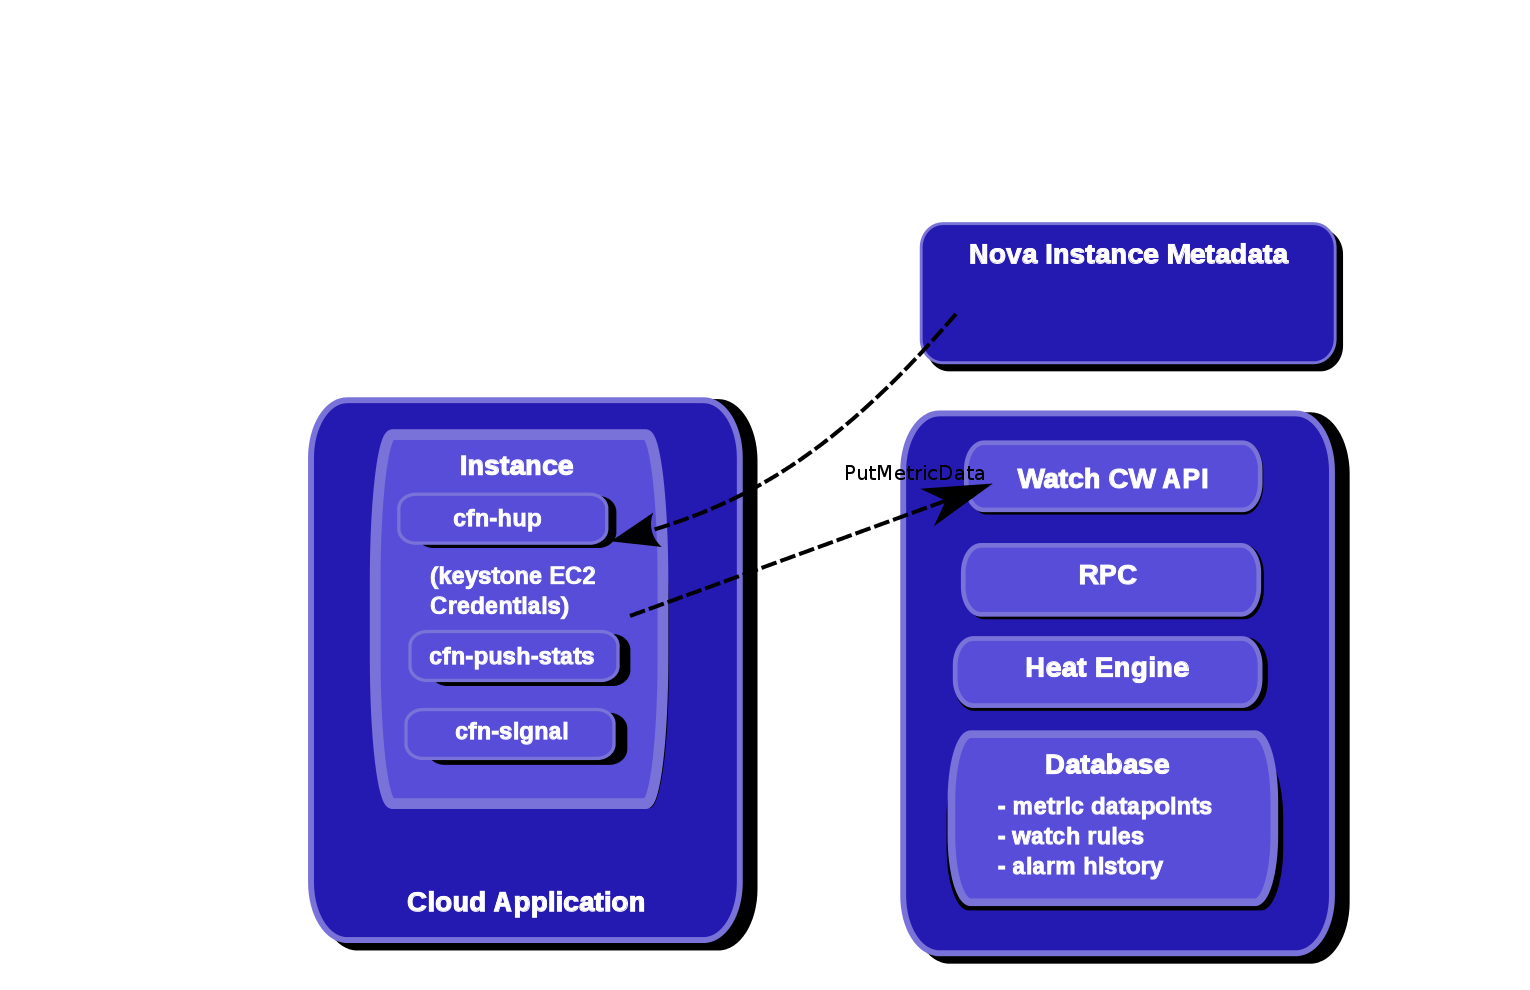 Nova Instance Metadata
Instance
cfn-hup
(keystone EC2
Credentials)
cfn-push-stats
cfn-signal
Cloud Application
PutMetricData
Watch CW API
RPC
Heat Engine
Database
- metric datapoints
- watch rules
- alarm history